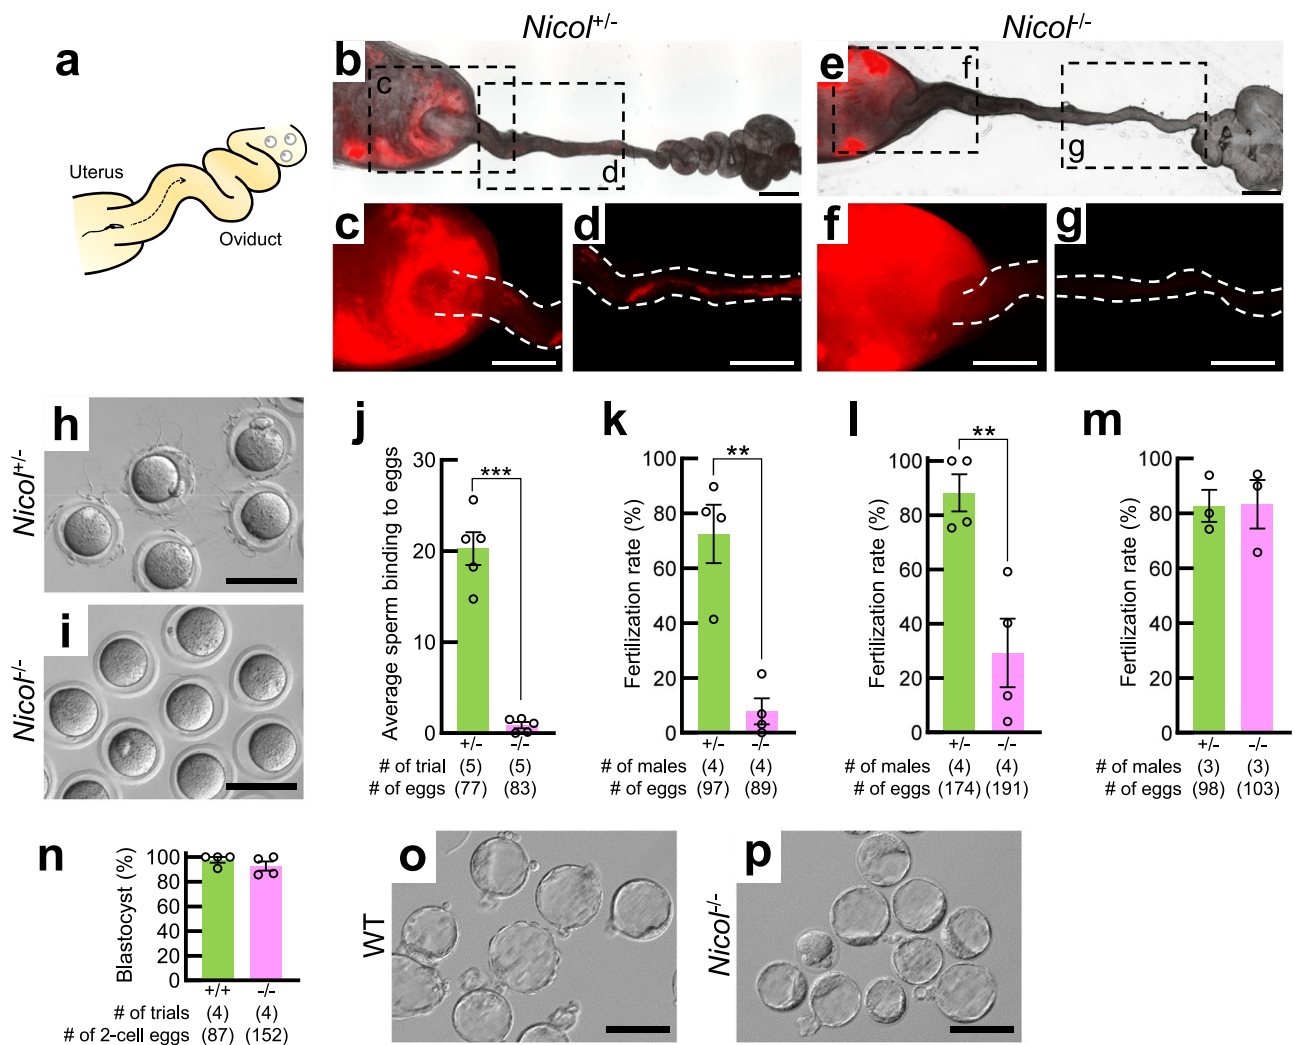 Nicol+/-
Nicol-/-
a
Uterus
Oviduct
b
c
d
e
f
g
c
d
f
g
h
Nicol+/-
i
Nicol-/-
j
Average sperm binding to eggs
30
20
10
0
***
+/- -/-
# of trial (5) (5)
# of eggs (77) (83)
k
Fertilization rate (%)
100
80
60
40
20
0
**
+/- -/-
# of males (4) (4)
# of eggs (97) (89)
l
Fertilization rate (%)
100
80
60
40
20
0
**
+/- -/-
# of males (4) (4)
# of eggs (174) (191)
m
Fertilization rate (%)
100
80
60
40
20
0
+/- -/-
# of males (3) (3)
# of eggs (98) (103)
n
Blastocyst (%)
100
80
60
40
20
0
+/+ -/-
# of trials (4) (4)
# of 2-cell eggs (87) (152)
o
WT
p
Nicol-/-